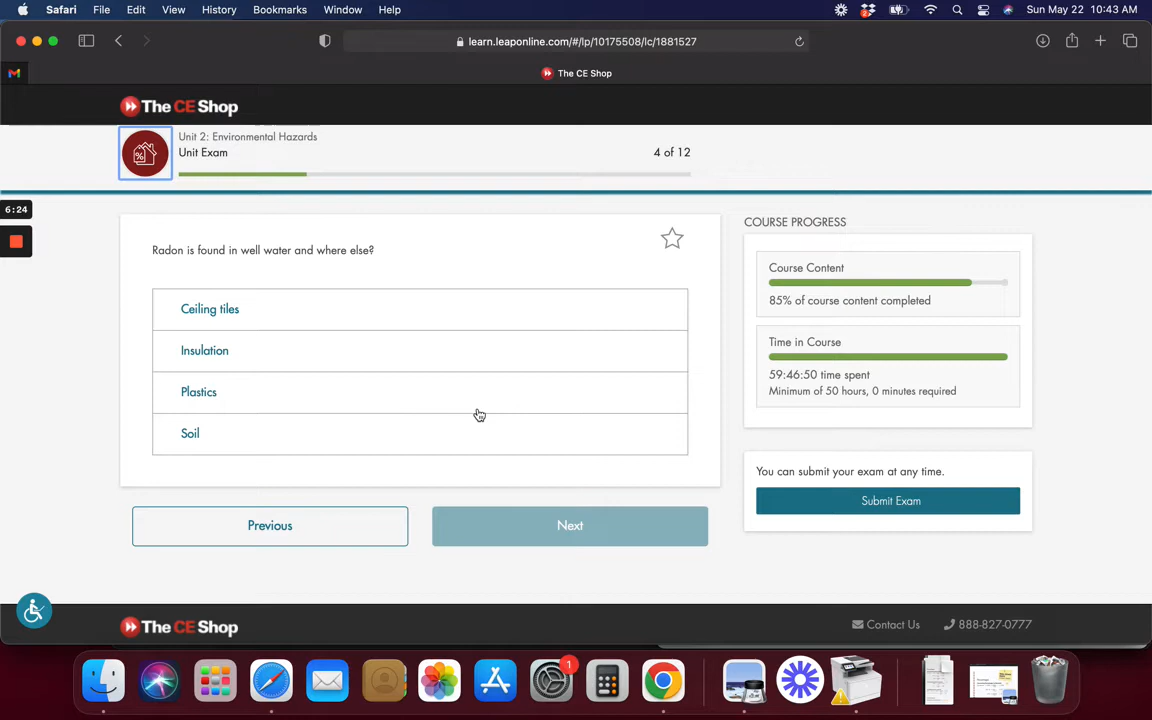 Safari File Edit View History Bookmarks Window Help 2 Sun May 22 10:43 AM
learn.leaponline.com/#/lp/10175508/lc/1881527
The CE Shop
The CE Shop
Unit 2: Environmental Hazards
Unit Exam 4 of 12
6:24
Radon is found in well water and where else?
Ceiling tiles
Insulation
Plastics
Soil
Previous Next
COURSE PROGRESS
Course Content
85% of course content completed
Time in Course
59:46:50 time spent
Minimum of 50 hours, 0 minutes required
You can submit your exam at any time.
Submit Exam
The CE Shop Contact Us 888-827-0777
1